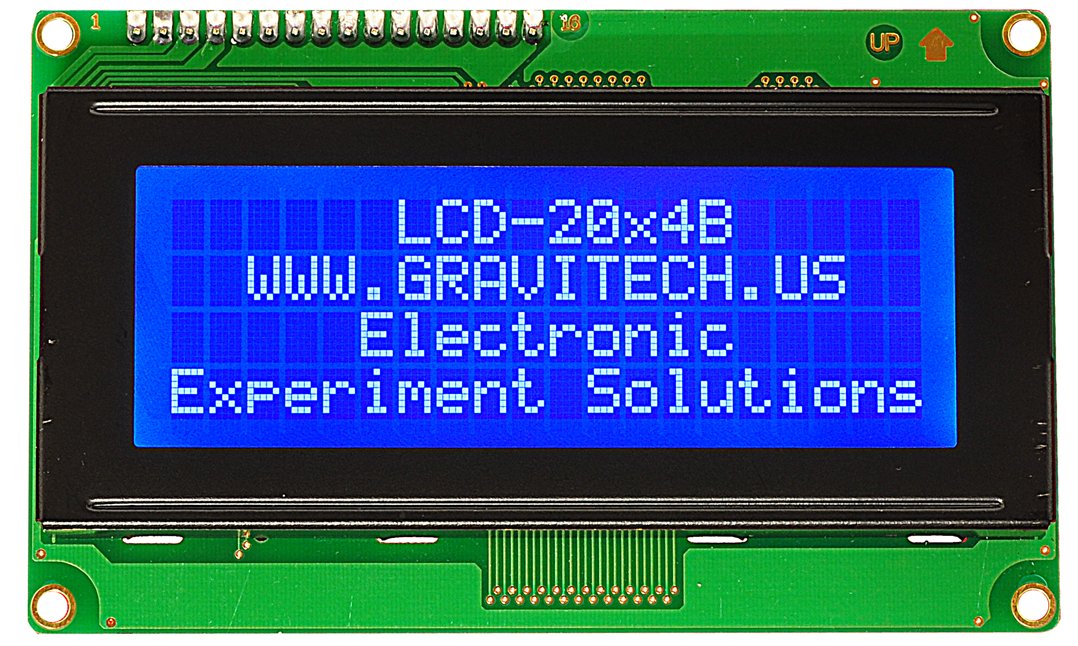 1 16 UP
LCD-20x4B
WWW.GRAVITECH.US
Electronic
Experiment Solutions